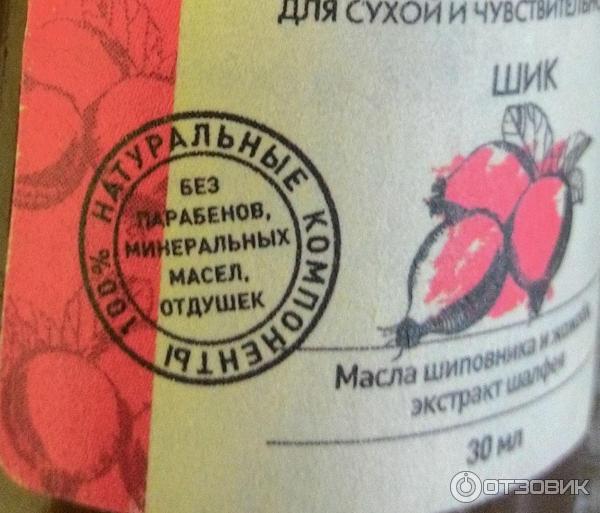 ДЛЯ СУХОЙ И ЧУВСТВИТЕЛЬНО
ШИК
100% НАТУРАЛЬНЫЕ КОМПОНЕНТЫ
БЕЗ
ПАРАБЕНОВ,
МИНЕРАЛЬНЫХ
МАСЕЛ,
ОТДУШЕК
Масла шиповника и жожоба,
экстракт шалфея
30 мл
ОТЗОВИК